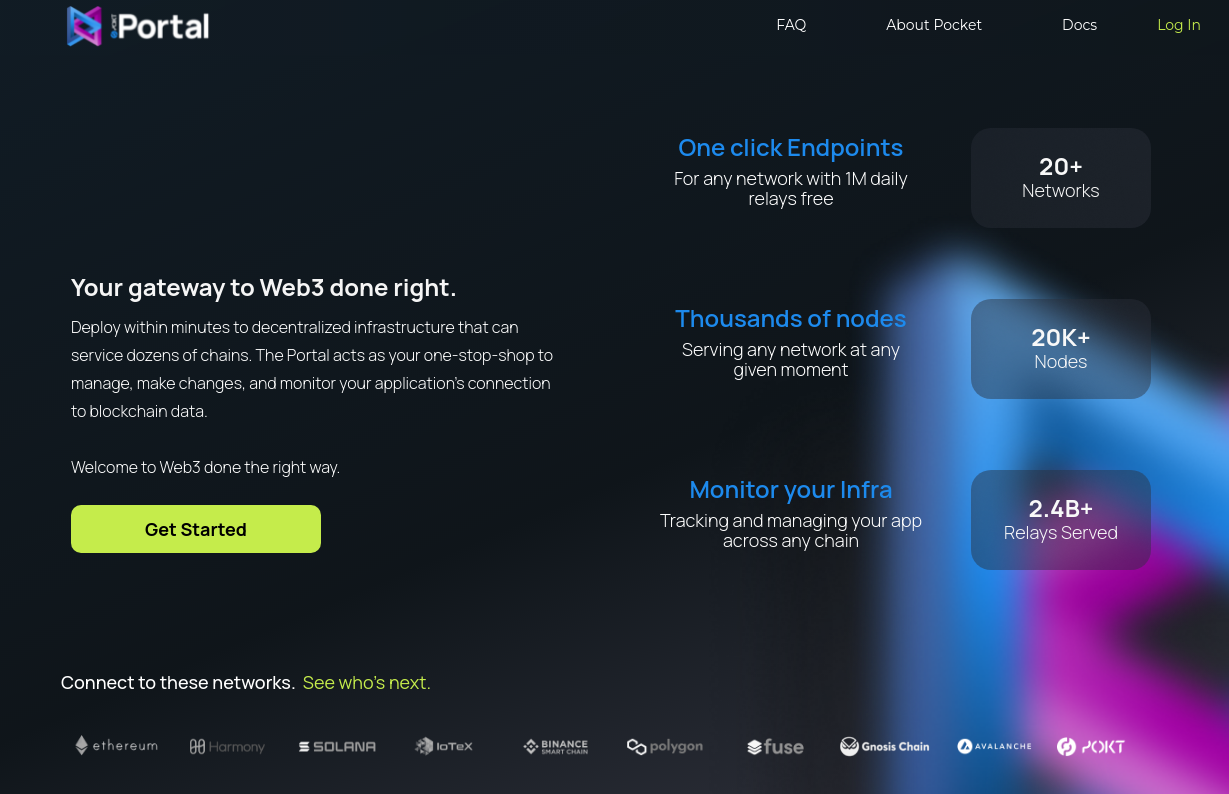 Portal
FAQ
About Pocket
Docs
Log In
Your gateway to Web3 done right.
Deploy within minutes to decentralized infrastructure that can
service dozens of chains. The Portal acts as your one-stop-shop to
manage, make changes, and monitor your application's connection
to blockchain data.
Welcome to Web3 done the right way.
Get Started
One click Endpoints
For any network with 1M daily
relays free
20+
Networks
Thousands of nodes
Serving any network at any
given moment
20K+
Nodes
Monitor your Infra
Tracking and managing your app
across any chain
2.4B+
Relays Served
Connect to these networks. See who's next.
ethereum
Harmony
SOLANA
IoTeX
BINANCE
SMART CHAIN
polygon
fuse
Gnosis Chain
AVALANCHE
POKT